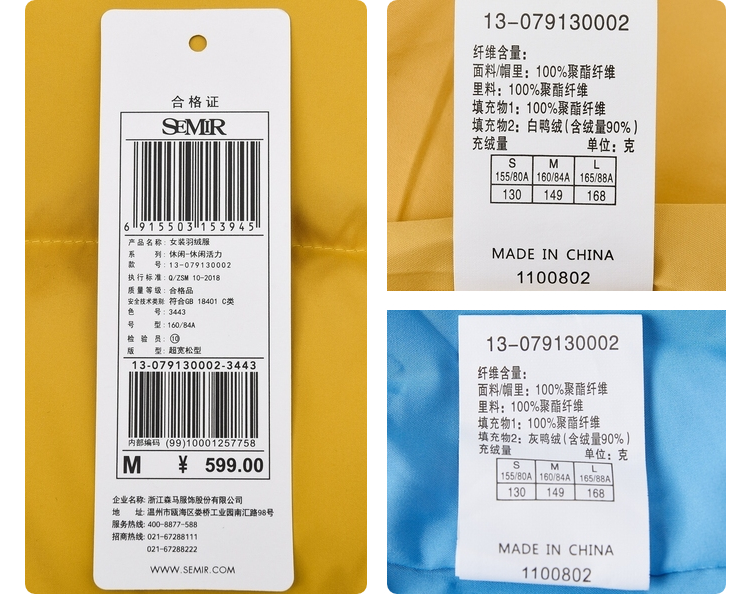 合格证
SEMIR
6 915503 153945
产品名称: 女装羽绒服
系 列: 休闲-休闲活力
款 号: 13-079130002
执行标准: Q/ZSM 10-2018
质量等级: 合格品
安全技术类别: 符合GB 18401 C类
色 号: 3443
号 型: 160/84A
检 验 员: ⑩
版 型: 超宽松型
13-079130002-3443
内部编码 (99)10001257758
M ¥ 599.00
企业名称: 浙江森马服饰股份有限公司
地 址: 温州市瓯海区娄桥工业园南汇路98号
服务热线: 400-8877-588
招商热线: 021-67288111
021-67288222
WWW.SEMIR.COM
13-079130002
纤维含量:
面料/帽里: 100%聚酯纤维
里料: 100%聚酯纤维
填充物1: 100%聚酯纤维
填充物2: 白鸭绒(含绒量90%)
充绒量 单位: 克
S M L
155/80A 160/84A 165/88A
130 149 168
MADE IN CHINA
1100802
13-079130002
纤维含量:
面料/帽里: 100%聚酯纤维
里料: 100%聚酯纤维
填充物1: 100%聚酯纤维
填充物2: 灰鸭绒(含绒量90%)
充绒量 单位: 克
S M L
155/80A 160/84A 165/88A
130 149 168
MADE IN CHINA
1100802